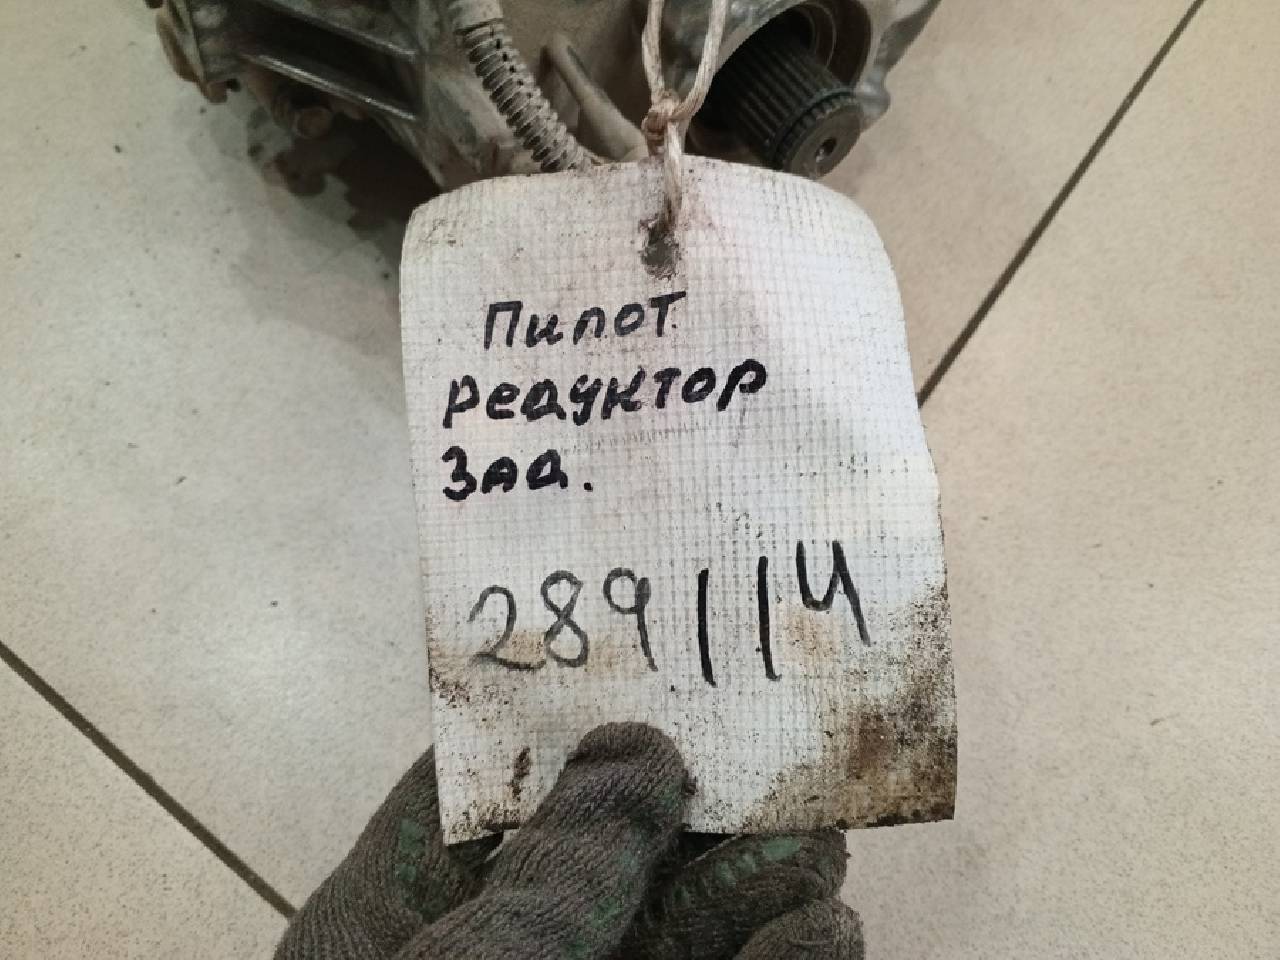 Пилот
редуктор
зад.
289114